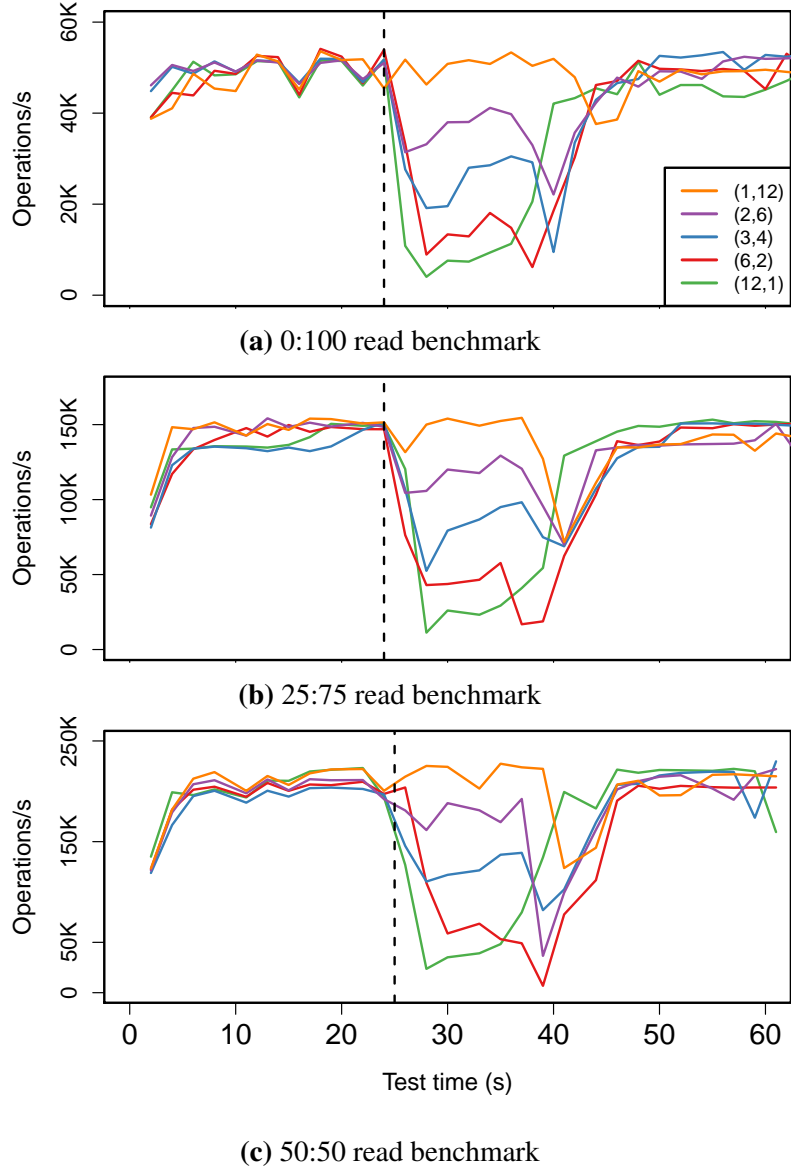 60K
40K
20K
0
Operations/s
(1,12)
(2,6)
(3,4)
(6,2)
(12,1)
(a) 0:100 read benchmark
150K
100K
50K
0
Operations/s
(b) 25:75 read benchmark
250K
150K
50K
0
Operations/s
0 10 20 30 40 50 60
Test time (s)
(c) 50:50 read benchmark